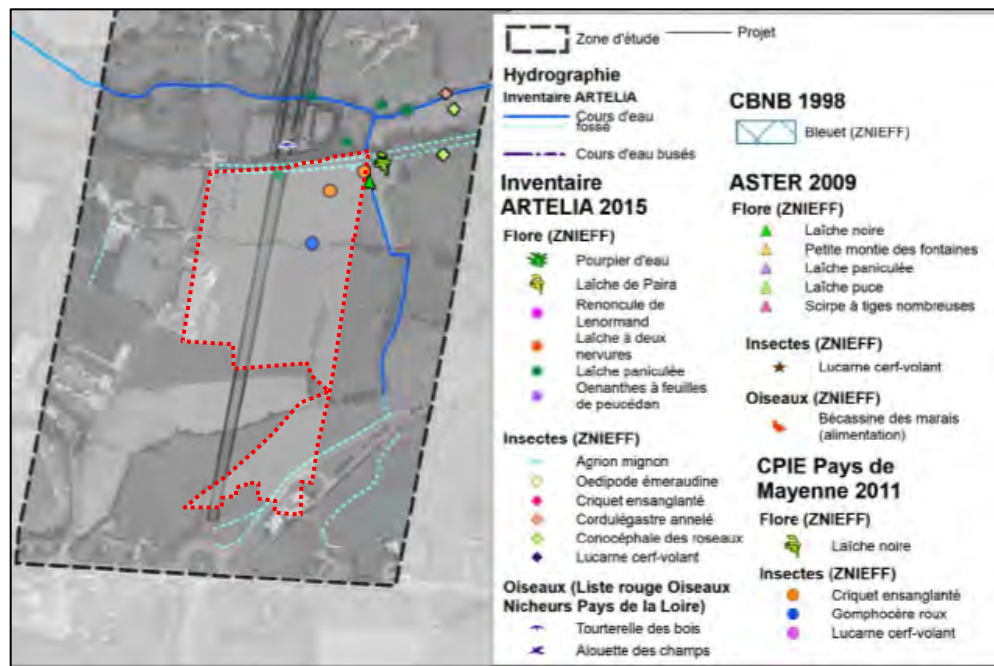 Zone d'étude
Projet
Hydrographie
Inventaire ARTELIA
Cours d'eau
fossé
Cours d'eau busés
Inventaire
ARTELIA 2015
Flore (ZNIEFF)
Pourpier d'eau
Laîche de Paira
Renoncule de
Lenormand
Laîche à deux
nervures
Laîche paniculée
Oenanthes à feuilles
de peucédan
Insectes (ZNIEFF)
Agrion mignon
Oedipode émeraudine
Criquet ensanglanté
Cordulégastre annelé
Conocéphale des roseaux
Lucarne cerf-volant
Oiseaux (Liste rouge Oiseaux
Nicheurs Pays de la Loire)
Tourterelle des bois
Alouette des champs
CBNB 1998
Bleuet (ZNIEFF)
ASTER 2009
Flore (ZNIEFF)
Laîche noire
Petite montie des fontaines
Laîche paniculée
Laîche puce
Scirpe à tiges nombreuses
Insectes (ZNIEFF)
Lucarne cerf-volant
Oiseaux (ZNIEFF)
Bécassine des marais
(alimentation)
CPIE Pays de
Mayenne 2011
Flore (ZNIEFF)
Laîche noire
Insectes (ZNIEFF)
Criquet ensanglanté
Gomphocère roux
Lucarne cerf-volant